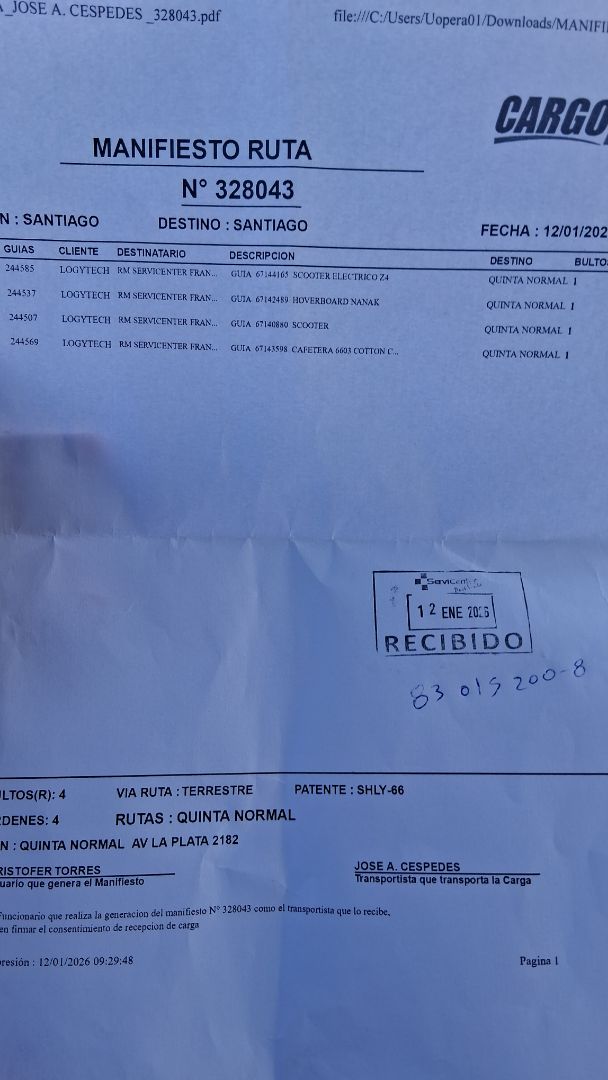 A_JOSE A. CESPEDES _328043.pdf file:///C:/Users/Uopera01/Downloads/MANIFI
CARGO
MANIFIESTO RUTA
N° 328043
N : SANTIAGO DESTINO : SANTIAGO FECHA : 12/01/202
GUIAS CLIENTE DESTINATARIO DESCRIPCION DESTINO BULTO
244585 LOGYTECH RM SERVICENTER FRAN... GUIA 67144165 SCOOTER ELECTRICO Z4 QUINTA NORMAL 1
244537 LOGYTECH RM SERVICENTER FRAN... GUIA 67142489 HOVERBOARD NANAK QUINTA NORMAL 1
244507 LOGYTECH RM SERVICENTER FRAN... GUIA 67140880 SCOOTER QUINTA NORMAL 1
244569 LOGYTECH RM SERVICENTER FRAN... GUIA 67143598 CAFETERA 6603 COTTON C... QUINTA NORMAL 1
12 ENE 2026
RECIBIDO
83 015 200-8
LTOS(R): 4 VIA RUTA : TERRESTRE PATENTE : SHLY-66
DENES: 4 RUTAS : QUINTA NORMAL
N : QUINTA NORMAL AV LA PLATA 2182
RISTOFER TORRES JOSE A. CESPEDES
uario que genera el Manifiesto Transportista que transporta la Carga
Funcionario que realiza la generacion del manifiesto N° 328043 como el transportista que lo recibe,
en firmar el consentimiento de recepcion de carga
resión : 12/01/2026 09:29:48 Pagina 1